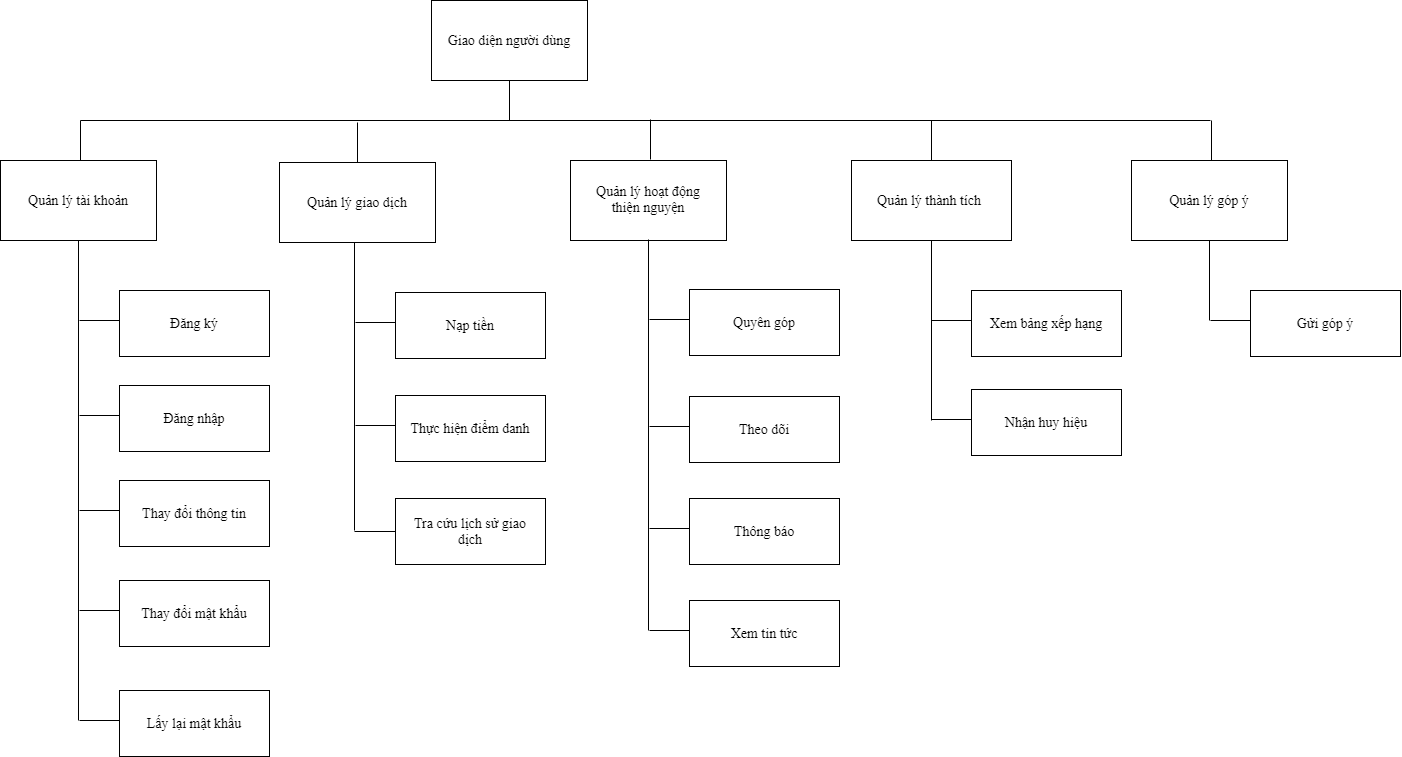 Giao diện người dùng
Quản lý tài khoản
Quản lý giao dịch
Quản lý hoạt động
thiện nguyện
Quản lý thành tích
Quản lý góp ý
Đăng ký
Đăng nhập
Thay đổi thông tin
Thay đổi mật khẩu
Lấy lại mật khẩu
Nạp tiền
Thực hiện điểm danh
Tra cứu lịch sử giao
dịch
Quyên góp
Theo dõi
Thông báo
Xem tin tức
Xem bảng xếp hạng
Nhận huy hiệu
Gửi góp ý